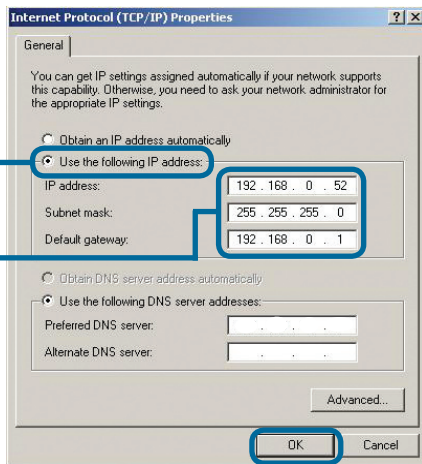 Internet Protocol (TCP/IP) Properties
General
You can get IP settings assigned automatically if your network supports
this capability. Otherwise, you need to ask your network administrator for
the appropriate IP settings.
Obtain an IP address automatically
Use the following IP address:
IP address: 192 . 168 . 0 . 52
Subnet mask: 255 . 255 . 255 . 0
Default gateway: 192 . 168 . 0 . 1
Obtain DNS server address automatically
Use the following DNS server addresses:
Preferred DNS server: . . .
Alternate DNS server: . . .
Advanced...
OK Cancel